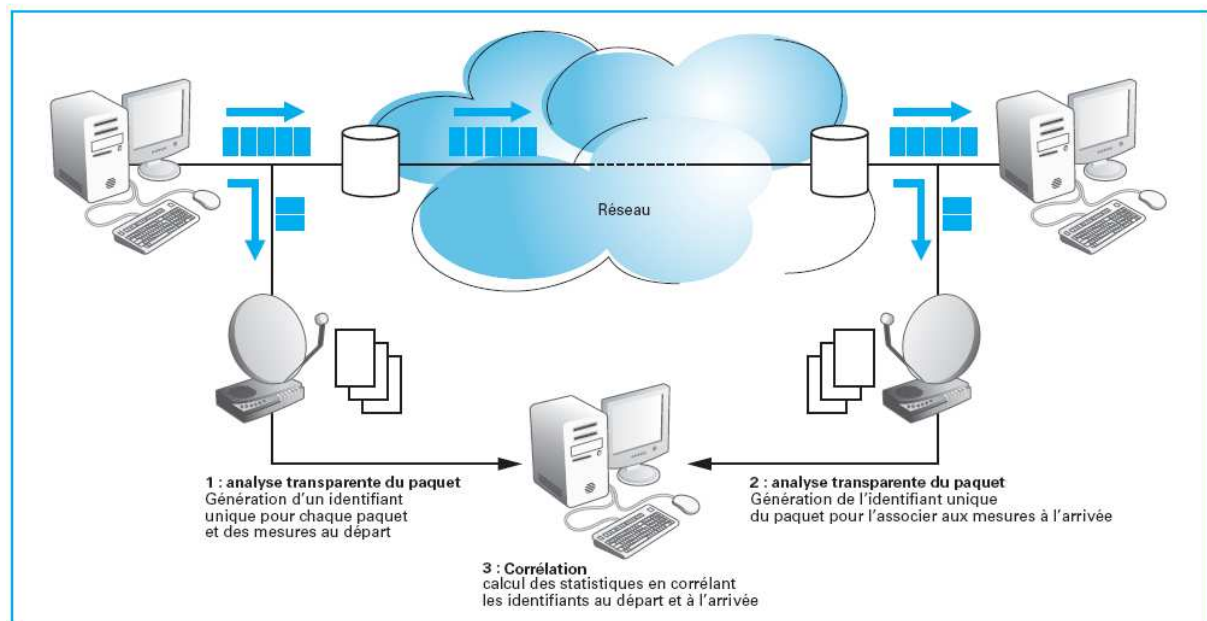 Réseau
1 : analyse transparente du paquet
Génération d'un identifiant
unique pour chaque paquet
et des mesures au départ
2 : analyse transparente du paquet
Génération de l'identifiant unique
du paquet pour l'associer aux mesures à l'arrivée
3 : Corrélation
calcul des statistiques en corrélant
les identifiants au départ et à l'arrivée